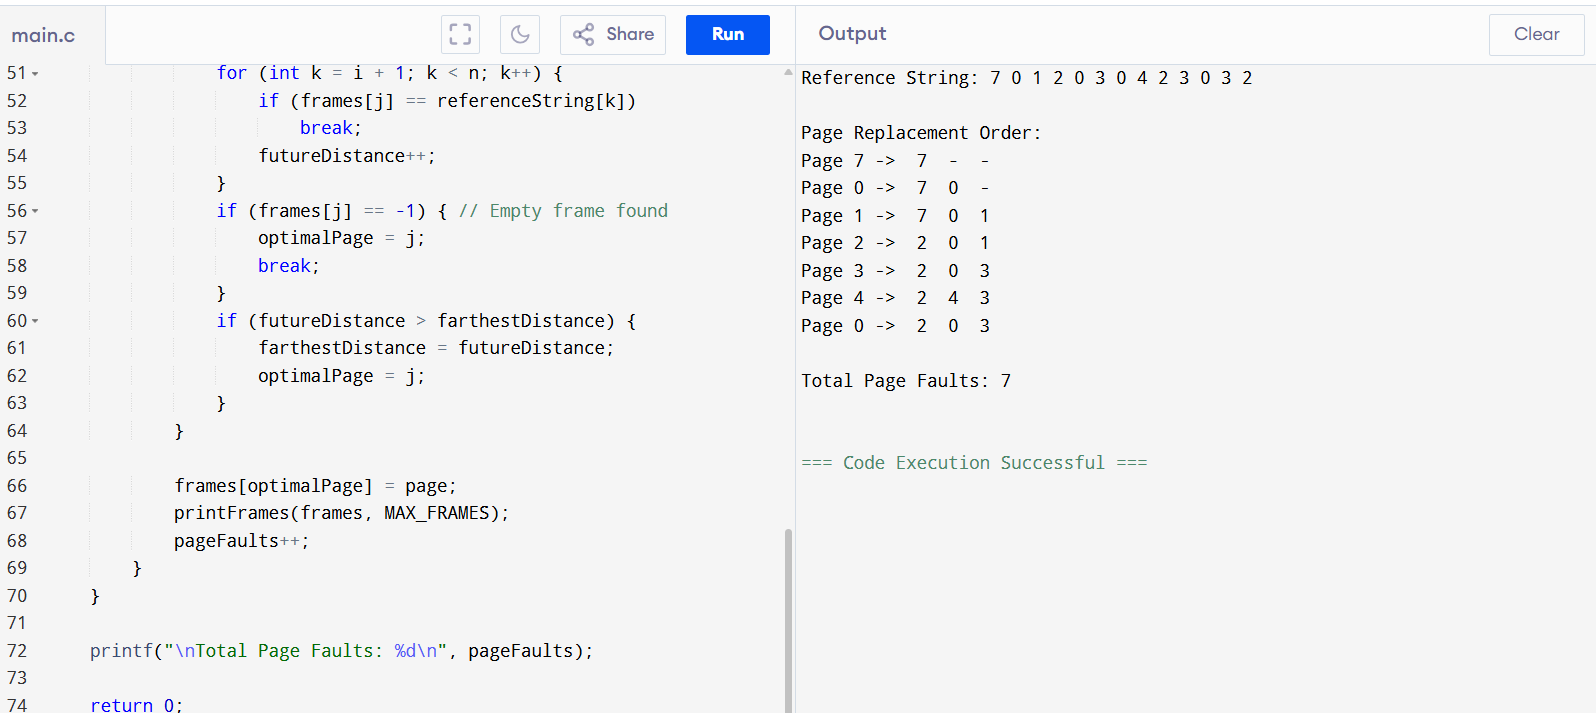 main.c
Share
Run
Output
Clear
51 for (int k = i + 1; k < n; k++) {
52 if (frames[j] == referenceString[k])
53 break;
54 futureDistance++;
55 }
56 if (frames[j] == -1) { // Empty frame found
57 optimalPage = j;
58 break;
59 }
60 if (futureDistance > farthestDistance) {
61 farthestDistance = futureDistance;
62 optimalPage = j;
63 }
64 }
65
66 frames[optimalPage] = page;
67 printFrames(frames, MAX_FRAMES);
68 pageFaults++;
69 }
70 }
71
72 printf("\nTotal Page Faults: %d\n", pageFaults);
73
74 return 0;
Reference String: 7 0 1 2 0 3 0 4 2 3 0 3 2
Page Replacement Order:
Page 7 -> 7 - -
Page 0 -> 7 0 -
Page 1 -> 7 0 1
Page 2 -> 2 0 1
Page 3 -> 2 0 3
Page 4 -> 2 4 3
Page 0 -> 2 0 3
Total Page Faults: 7
=== Code Execution Successful ===